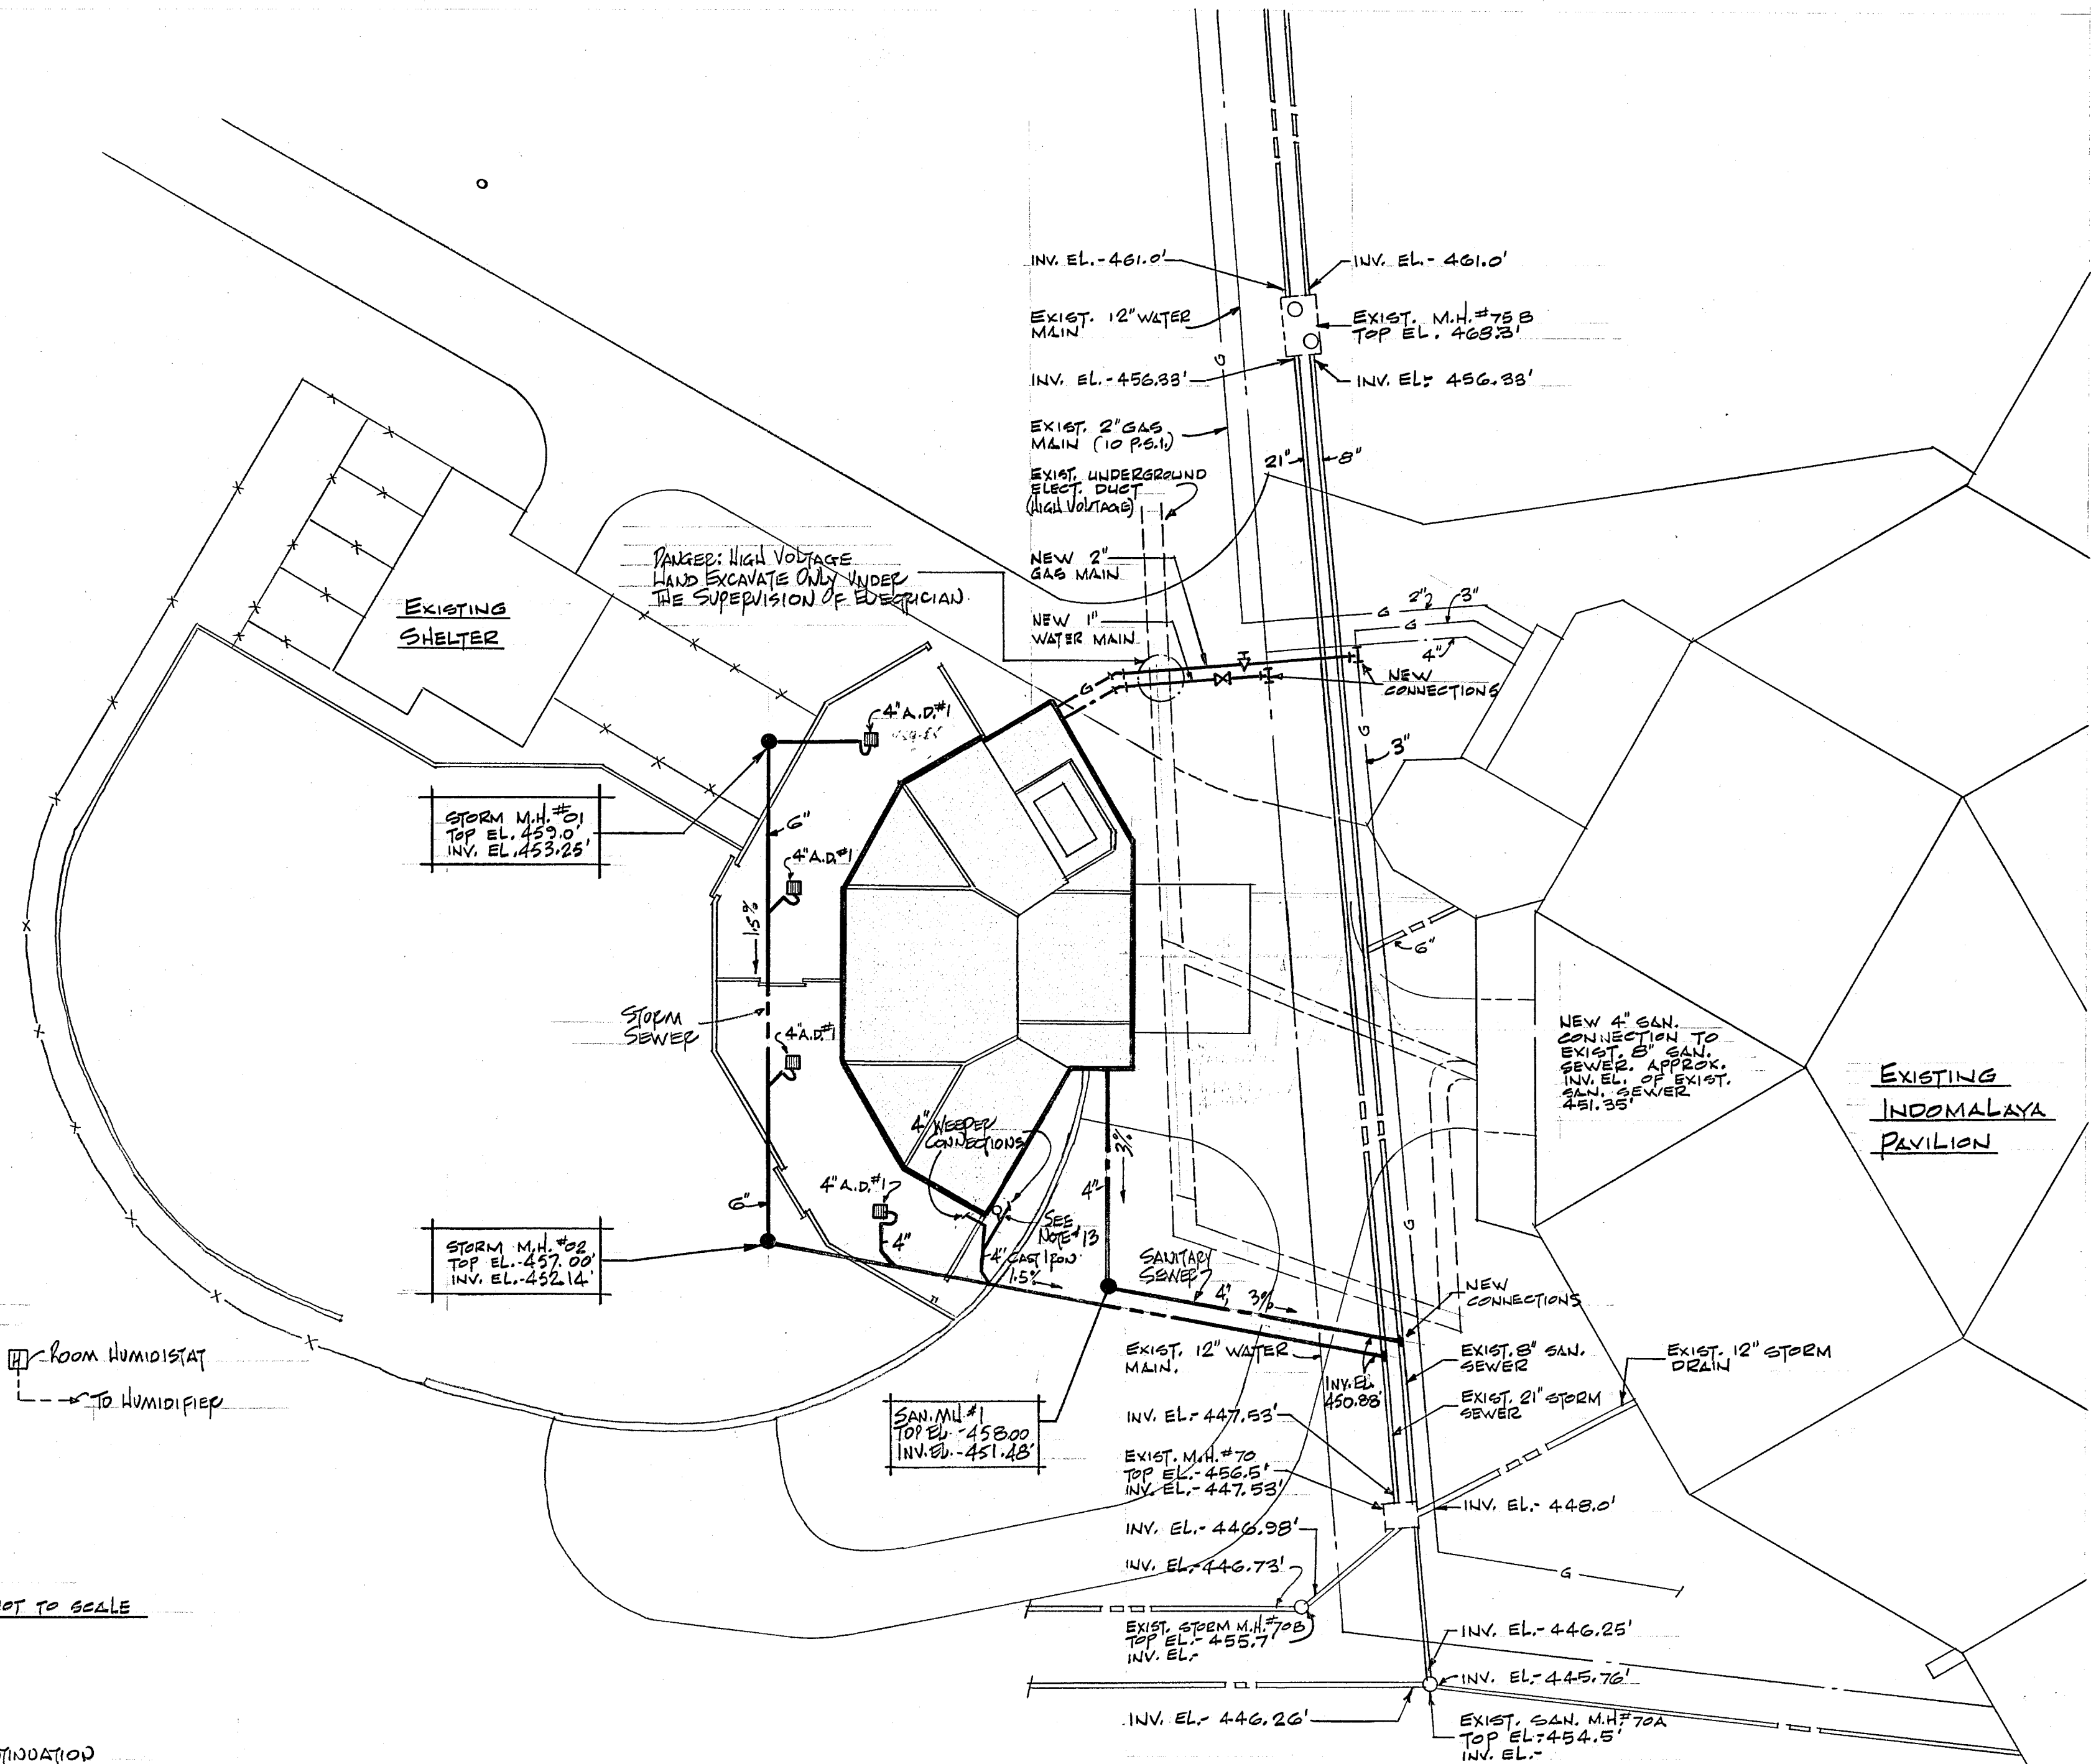 INV. EL.-461.0'
INV. EL.- 461.0'
EXIST. 12" WATER
MAIN
EXIST. M.H. #75 B
TOP EL. 468.3'
INV. EL.-456.33'
INV. EL.- 456.33'
EXIST. 2" GAS
MAIN (10 P.S.I.)
G
21"
8"
EXIST. UNDERGROUND
ELECT. DUCT
(HIGH VOLTAGE)
DANGER: HIGH VOLTAGE
HAND EXCAVATE ONLY UNDER
THE SUPERVISION OF ELECTRICIAN
NEW 2"
GAS MAIN
NEW 1"
WATER MAIN
EXISTING
SHELTER
2"
3"
G
G
4"
NEW
CONNECTIONS
G
G
3"
4" A.D. #1
STORM M.H. #01
TOP EL. 459.0'
INV. EL. 453.25'
6"
4" A.D. #1
1.5%
6"
STORM
SEWER
4" A.D. #1
NEW 4" SAN.
CONNECTION TO
EXIST. 8" SAN.
SEWER. APPROX.
INV. EL. OF EXIST.
SAN. SEWER
451.35'
EXISTING
INDOMALAYA
PAVILION
4" WEEPER
CONNECTIONS
3%
4"
4" A.D. #1
6"
4"
SEE
NOTE #13
4" CAST IRON
1.5%
SANITARY
SEWER
4"
3%
G
STORM M.H. #02
TOP EL.-457.00'
INV. EL.-452.14'
NEW
CONNECTIONS
H
ROOM HUMIDISTAT
TO HUMIDIFIER
EXIST. 12" WATER
MAIN.
INV. EL.
450.88'
EXIST. 8" SAN.
SEWER
EXIST. 12" STORM
DRAIN
EXIST. 21" STORM
SEWER
SAN. MH #1
TOP EL -458.00
INV. EL.-451.48'
INV. EL.- 447.53'
EXIST. M.H. #70
TOP EL.- 456.5'
INV. EL.- 447.53'
INV. EL.- 448.0'
INV. EL.- 446.98'
INV. EL.-446.73'
G
OT TO SCALE
EXIST. STORM M.H. #70B
TOP EL.- 455.7'
INV. EL.-
INV. EL.- 446.25'
INV. EL.- 445.76'
INV. EL.- 446.26'
EXIST. SAN. M.H. #70A
TOP EL.-454.5'
INV. EL.-
TINUATION